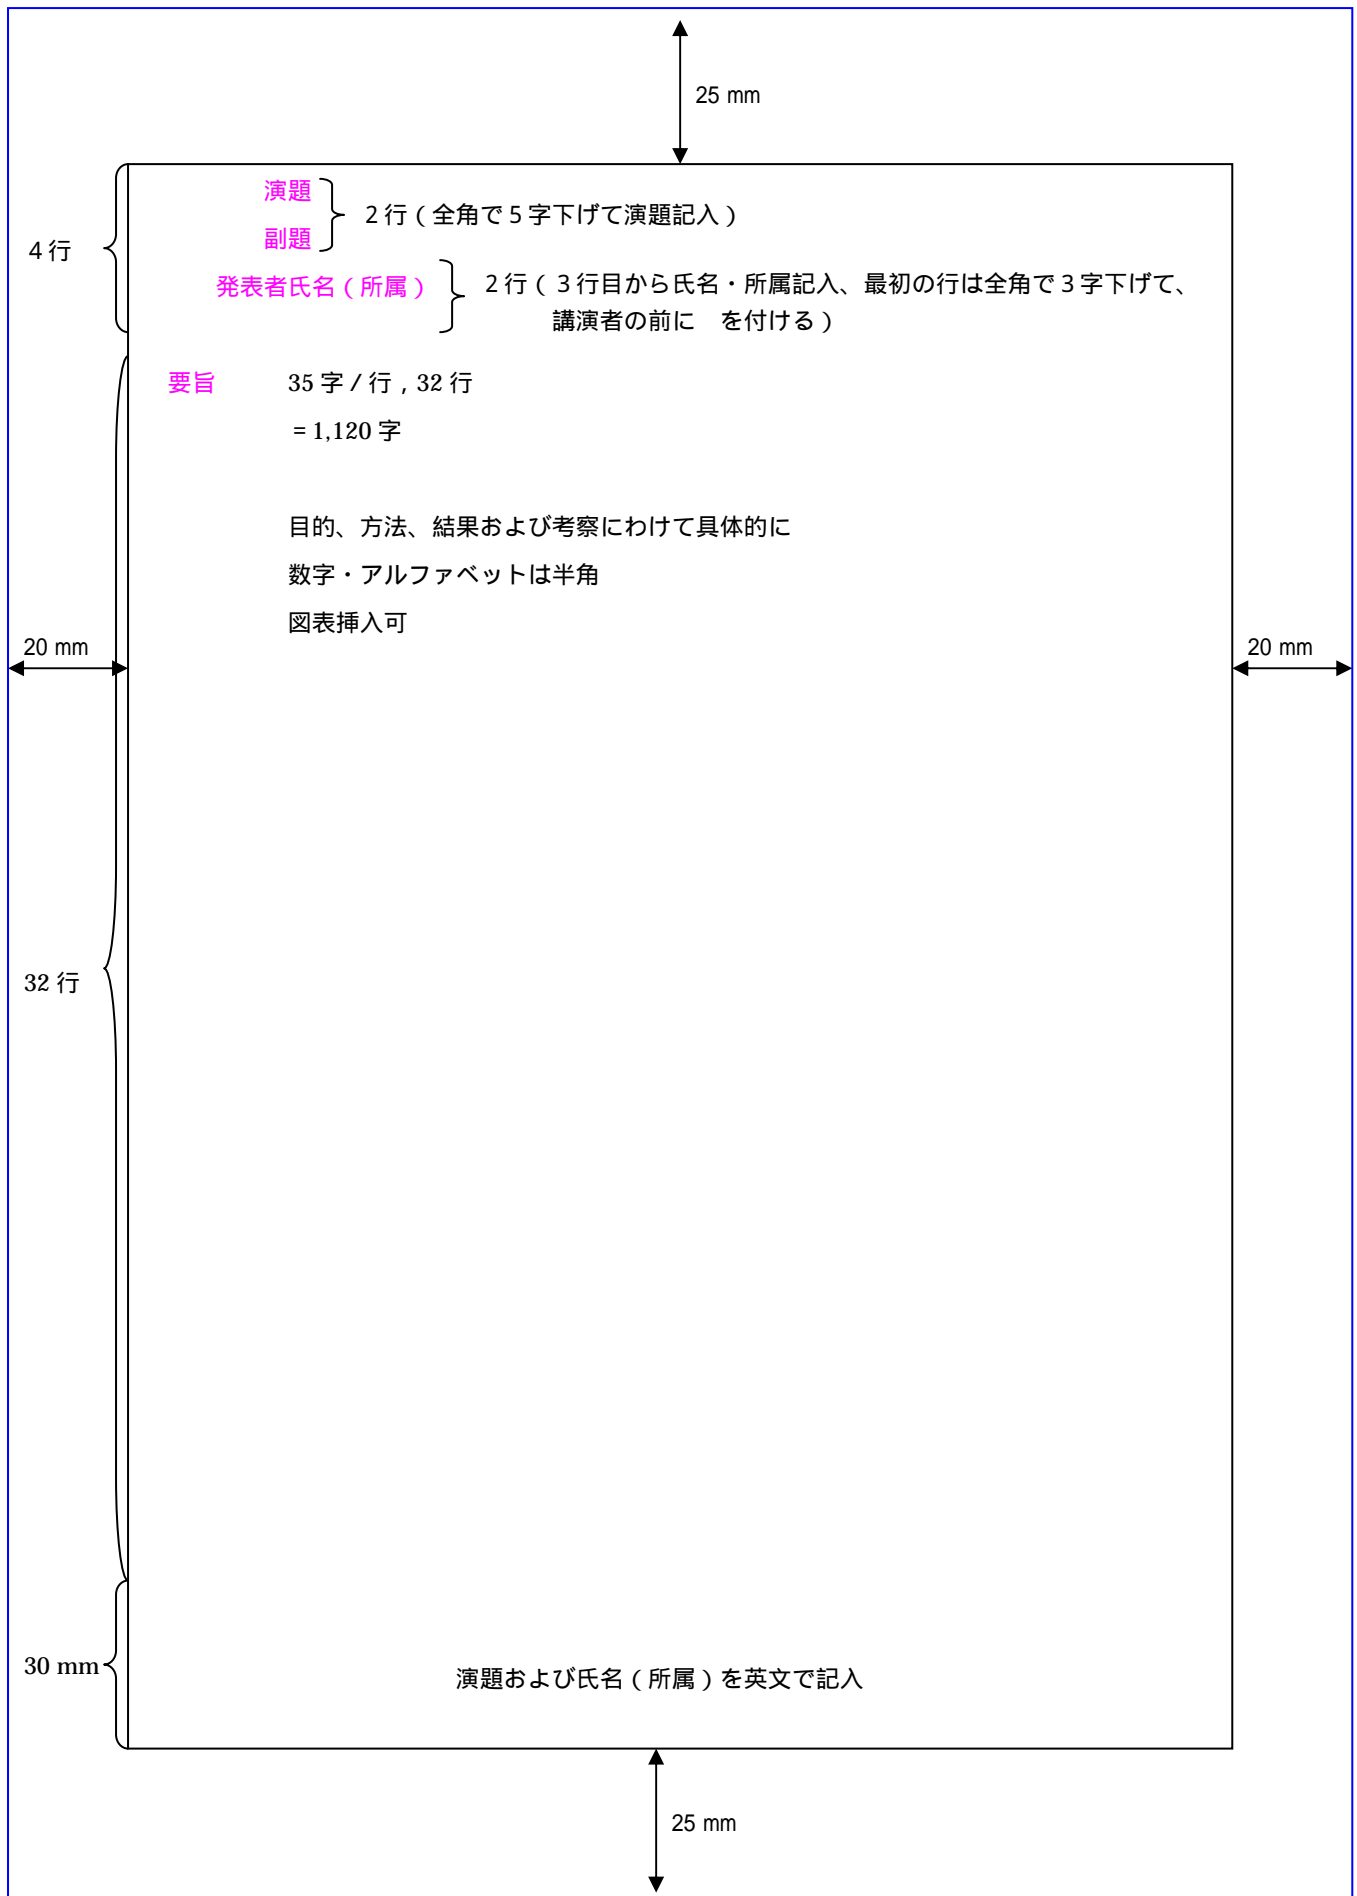 25 mm
演題
2行(全角で5字下げて演題記入)
副題
4行
発表者氏名(所属)
2行(3行目から氏名・所属記入、最初の行は全角で3字下げて、
講演者の前に　を付ける)
要旨 35字/行,32行
=1,120字
目的、方法、結果および考察にわけて具体的に
数字・アルファベットは半角
図表挿入可
20 mm
20 mm
32行
30 mm
演題および氏名(所属)を英文で記入
25 mm